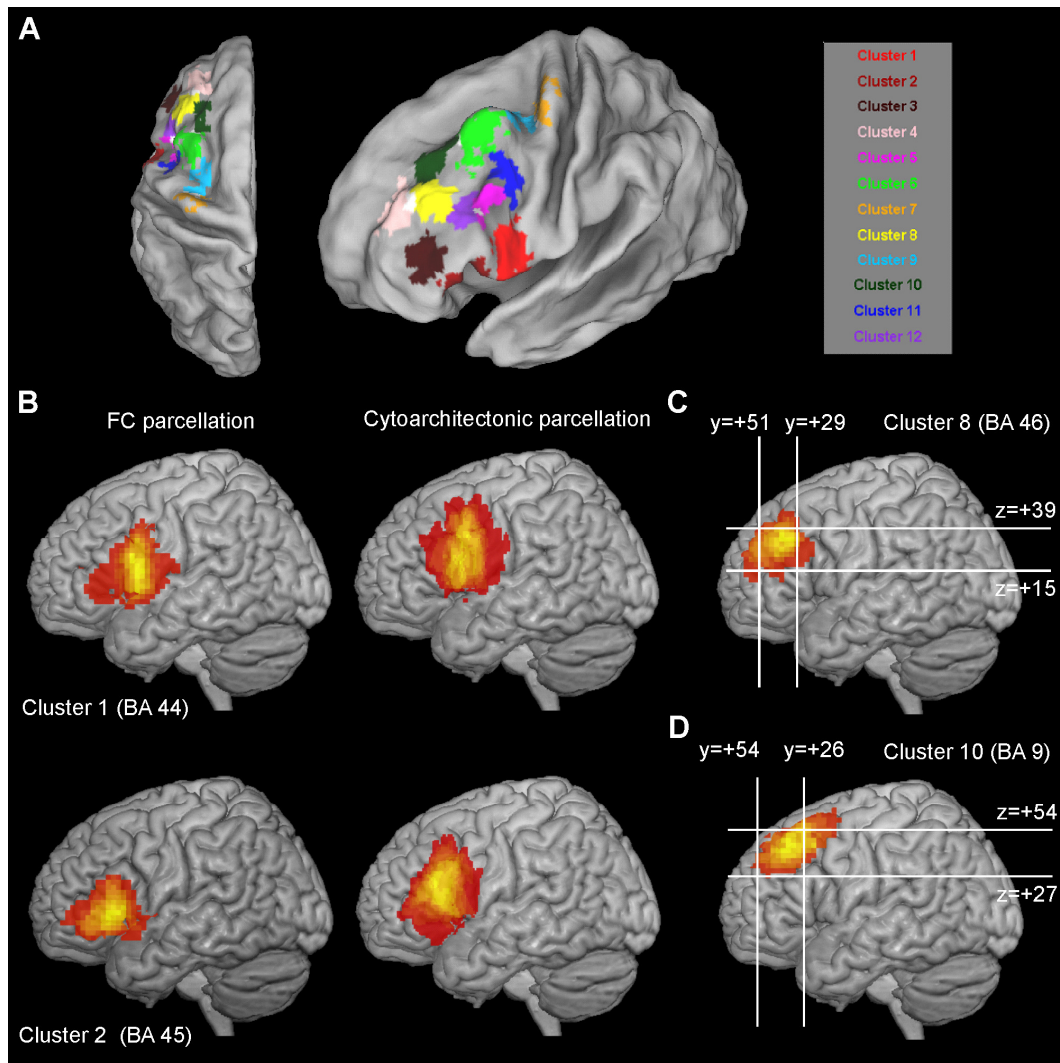 A
Cluster 1
Cluster 2
Cluster 3
Cluster 4
Cluster 5
Cluster 6
Cluster 7
Cluster 8
Cluster 9
Cluster 10
Cluster 11
Cluster 12
B
FC parcellation
Cytoarchitectonic parcellation
Cluster 1 (BA 44)
Cluster 2 (BA 45)
C
y=+51 y=+29 Cluster 8 (BA 46)
z=+39
z=+15
D
y=+54 y=+26 Cluster 10 (BA 9)
z=+54
z=+27